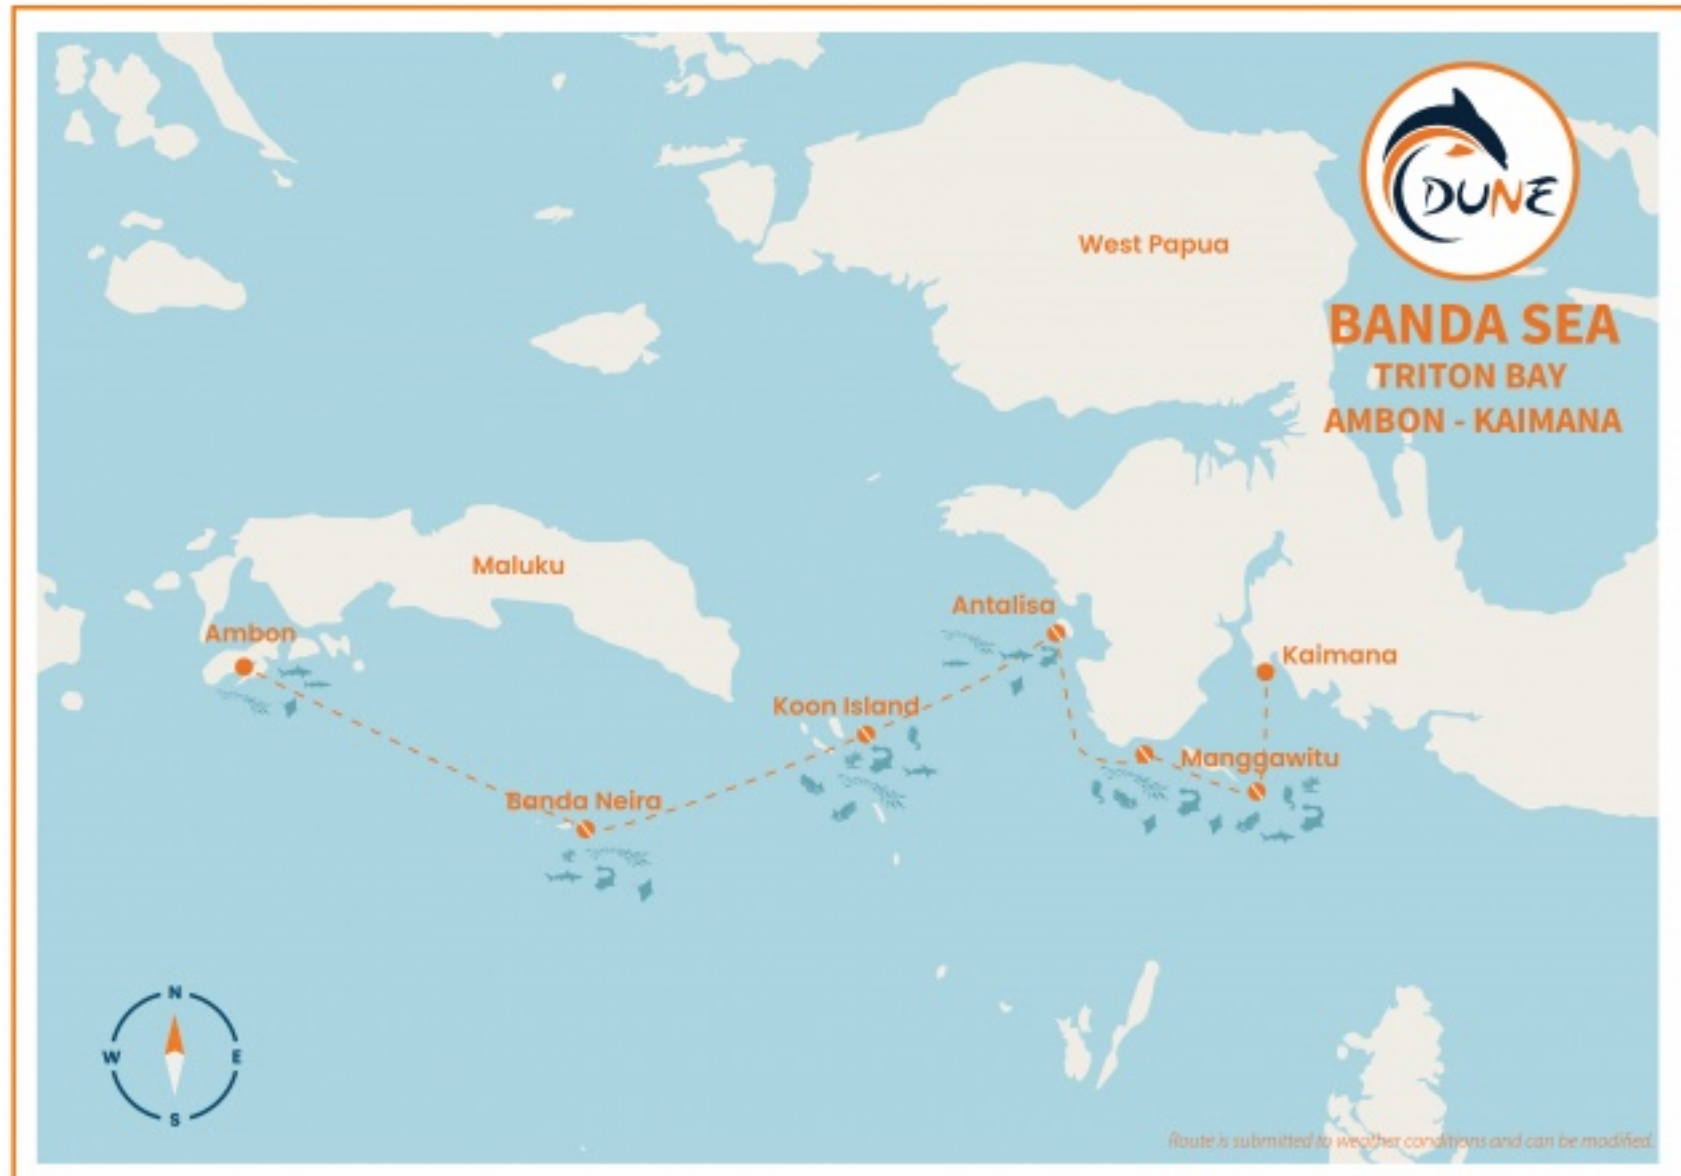 DUNE
West Papua
BANDA SEA
TRITON BAY
AMBON - KAIMANA
Maluku
Antalisa
Ambon
Kaimana
Koon Island
Manggawitu
Banda Neira
N
W E
S
Route is submitted to weather conditions and can be modified.